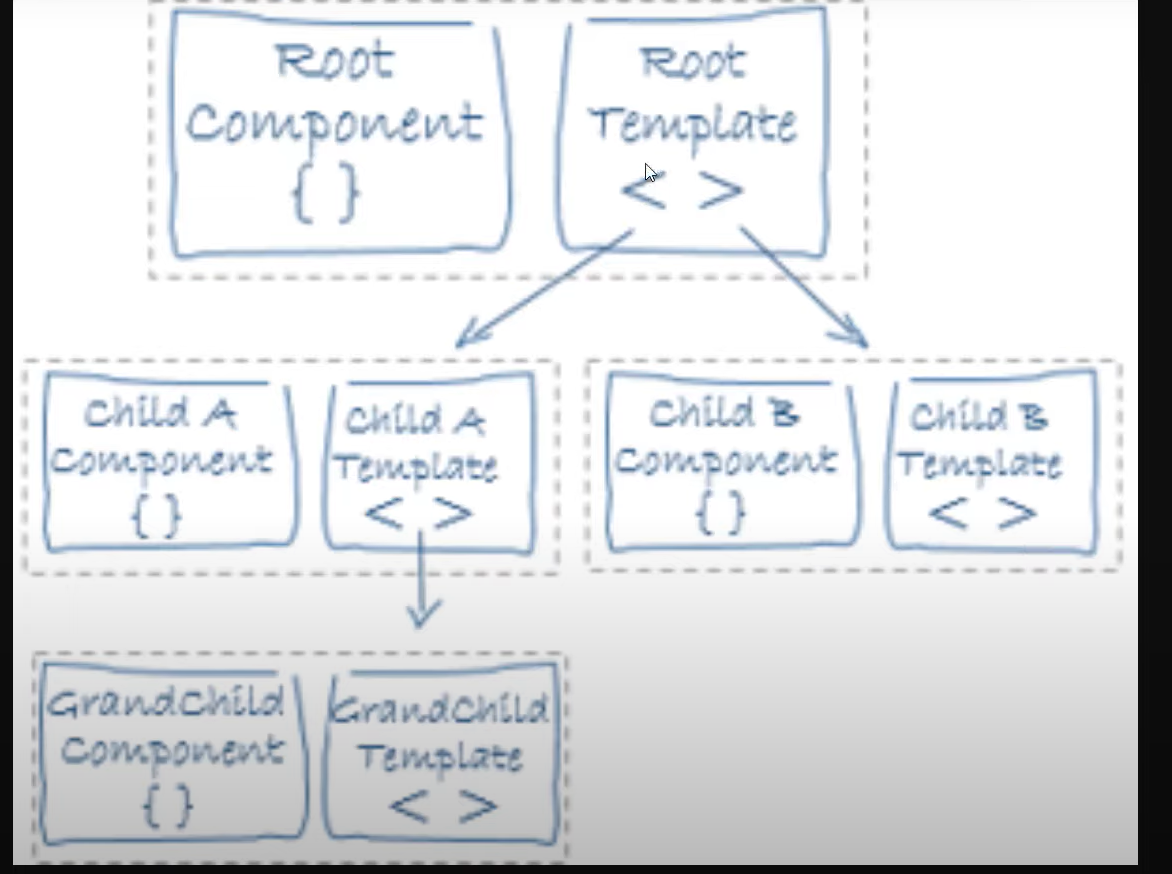 Root
Component
{ }
Root
Template
< >
Child A
Component
{ }
Child A
Template
< >
Child B
Component
{ }
Child B
Template
< >
GrandChild
Component
{ }
GrandChild
Template
< >